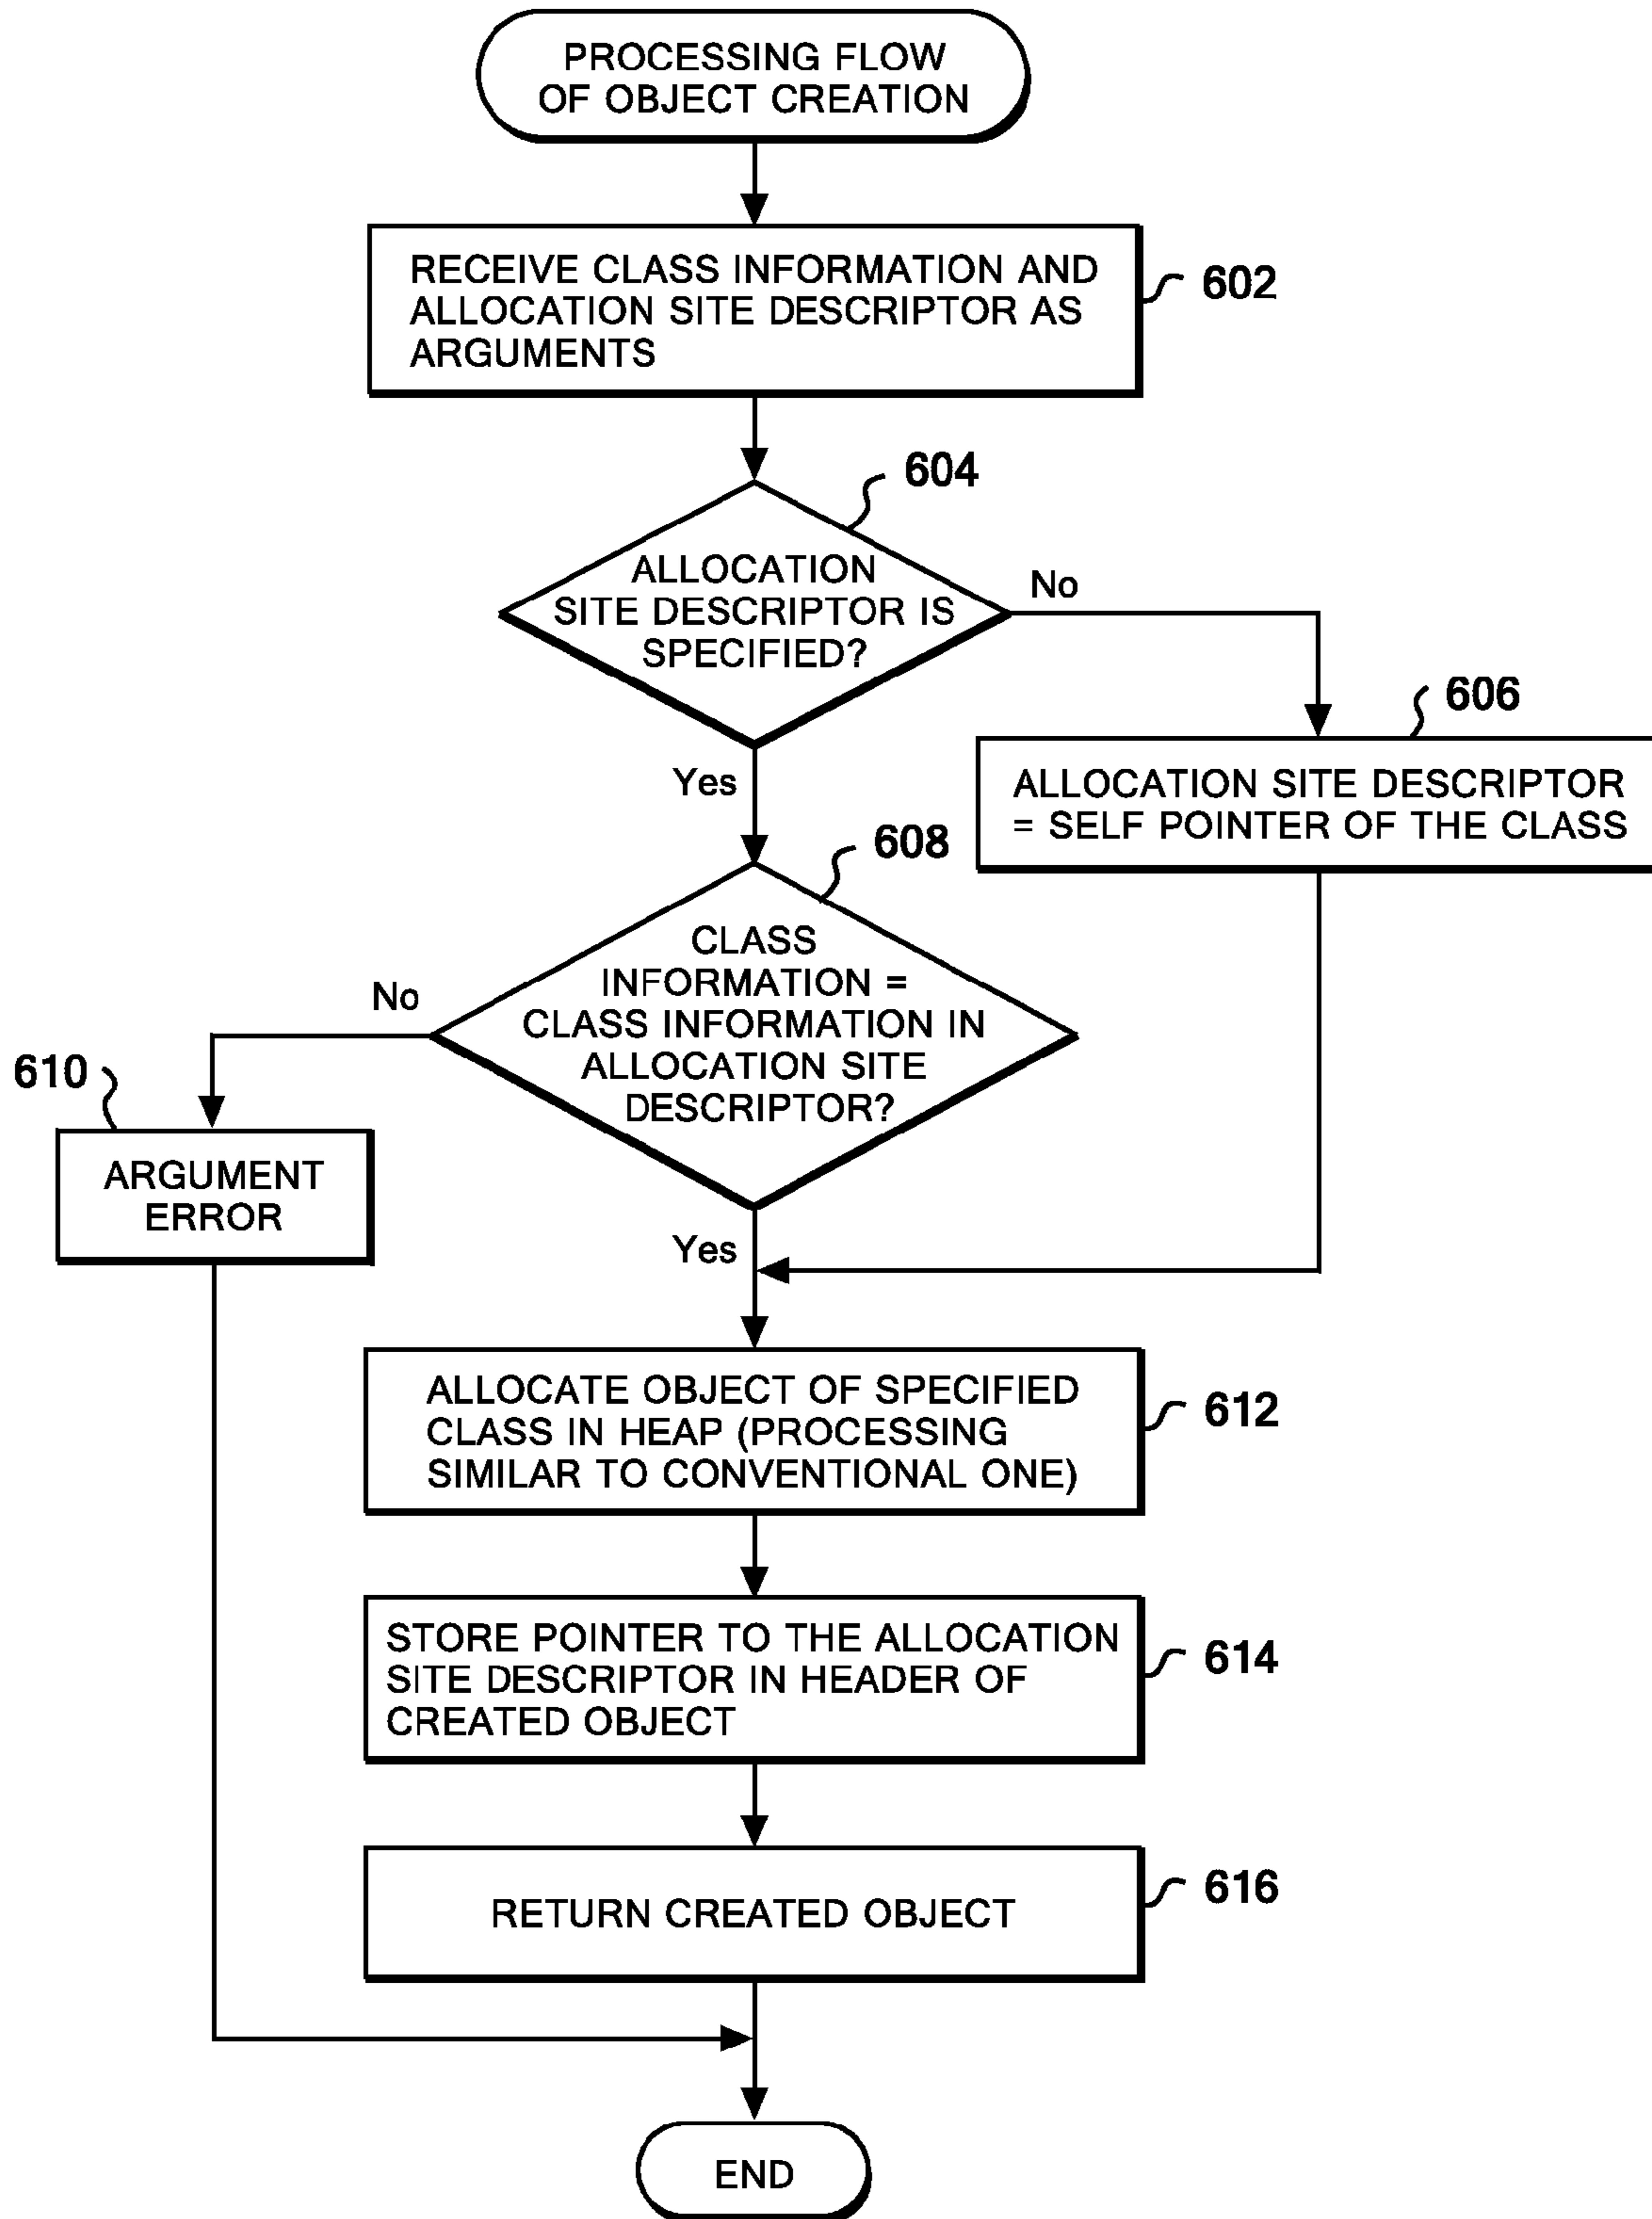 PROCESSING FLOW
OF OBJECT CREATION
RECEIVE CLASS INFORMATION AND
ALLOCATION SITE DESCRIPTOR AS
ARGUMENTS
602
604
ALLOCATION
SITE DESCRIPTOR IS
SPECIFIED?
No
Yes
606
ALLOCATION SITE DESCRIPTOR
= SELF POINTER OF THE CLASS
608
CLASS
INFORMATION =
CLASS INFORMATION IN
ALLOCATION SITE
DESCRIPTOR?
No
610
ARGUMENT
ERROR
Yes
ALLOCATE OBJECT OF SPECIFIED
CLASS IN HEAP (PROCESSING
SIMILAR TO CONVENTIONAL ONE)
612
STORE POINTER TO THE ALLOCATION
SITE DESCRIPTOR IN HEADER OF
CREATED OBJECT
614
RETURN CREATED OBJECT
616
END